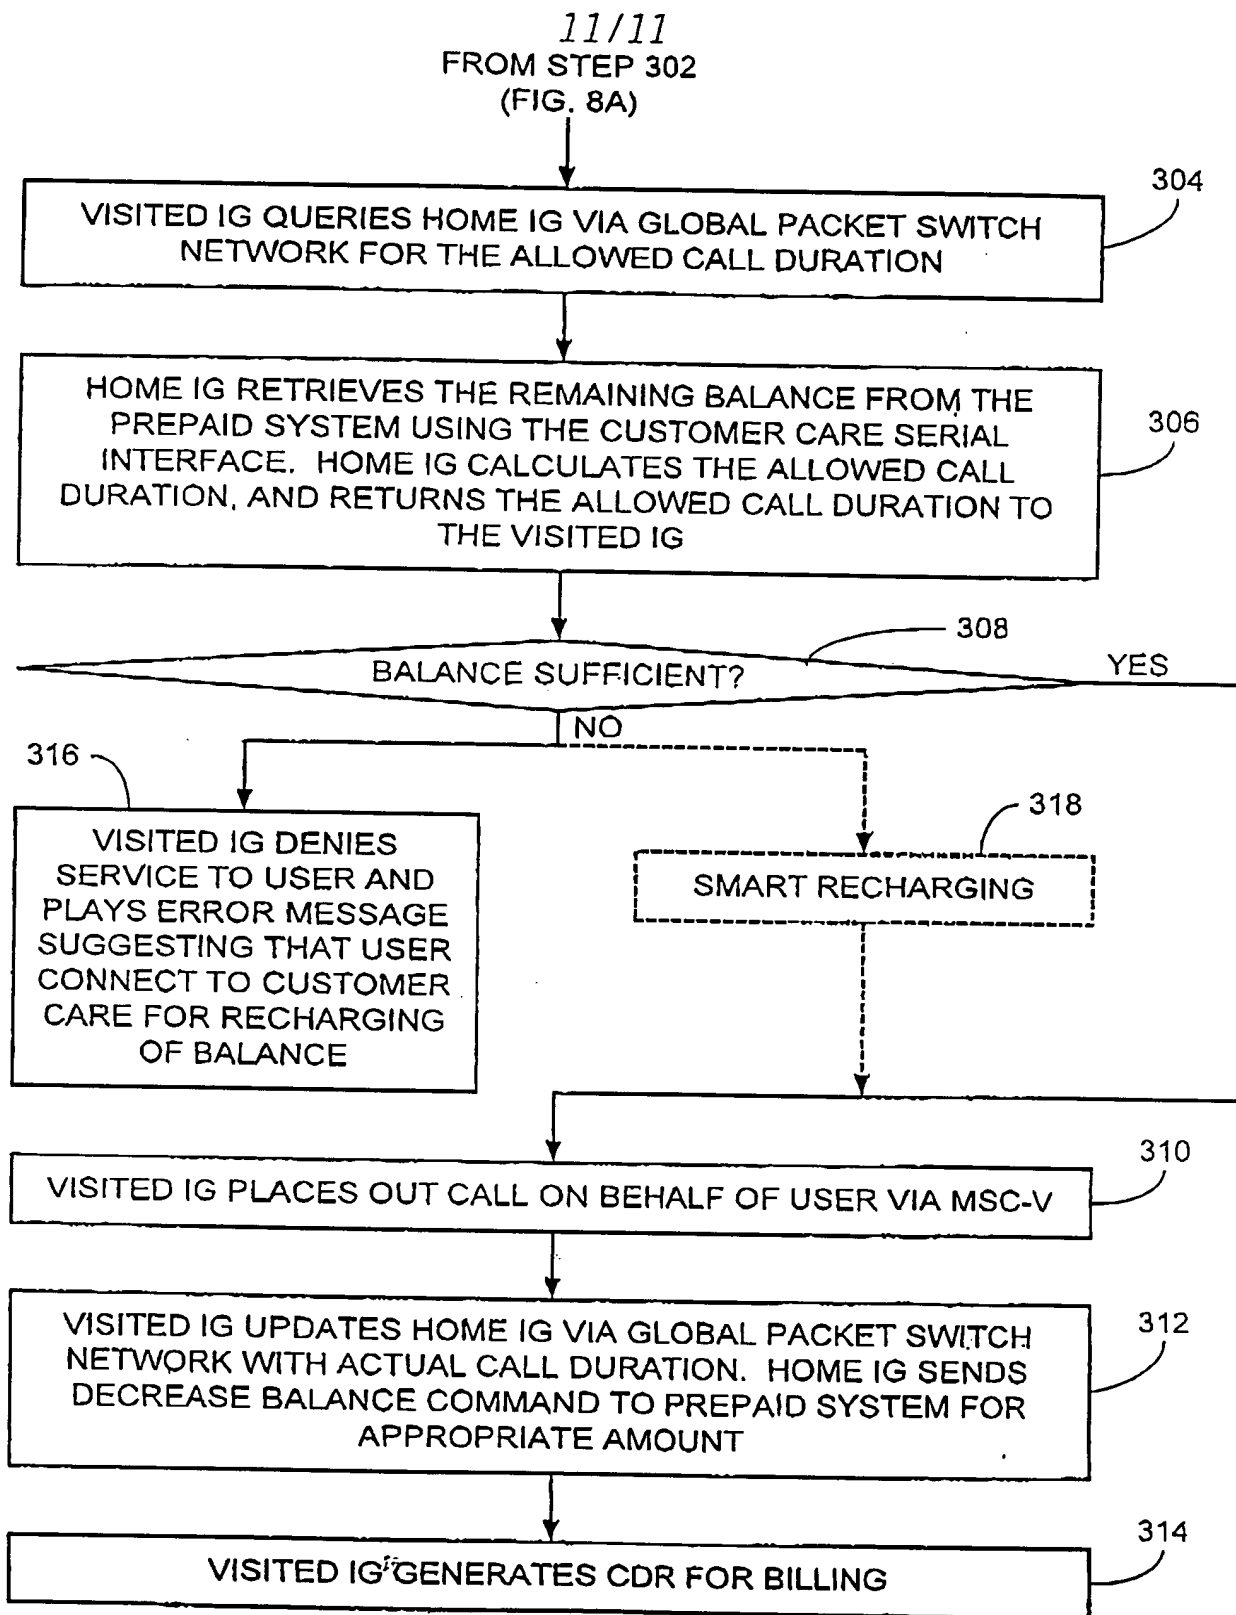 11/11
FROM STEP 302
(FIG. 8A)
304
VISITED IG QUERIES HOME IG VIA GLOBAL PACKET SWITCH
NETWORK FOR THE ALLOWED CALL DURATION
HOME IG RETRIEVES THE REMAINING BALANCE FROM THE
PREPAID SYSTEM USING THE CUSTOMER CARE SERIAL
INTERFACE. HOME IG CALCULATES THE ALLOWED CALL
DURATION, AND RETURNS THE ALLOWED CALL DURATION TO
THE VISITED IG
306
308
BALANCE SUFFICIENT?
YES
NO
316
VISITED IG DENIES
SERVICE TO USER AND
PLAYS ERROR MESSAGE
SUGGESTING THAT USER
CONNECT TO CUSTOMER
CARE FOR RECHARGING
OF BALANCE
318
SMART RECHARGING
310
VISITED IG PLACES OUT CALL ON BEHALF OF USER VIA MSC-V
312
VISITED IG UPDATES HOME IG VIA GLOBAL PACKET SWITCH
NETWORK WITH ACTUAL CALL DURATION. HOME IG SENDS
DECREASE BALANCE COMMAND TO PREPAID SYSTEM FOR
APPROPRIATE AMOUNT
314
VISITED IG GENERATES CDR FOR BILLING